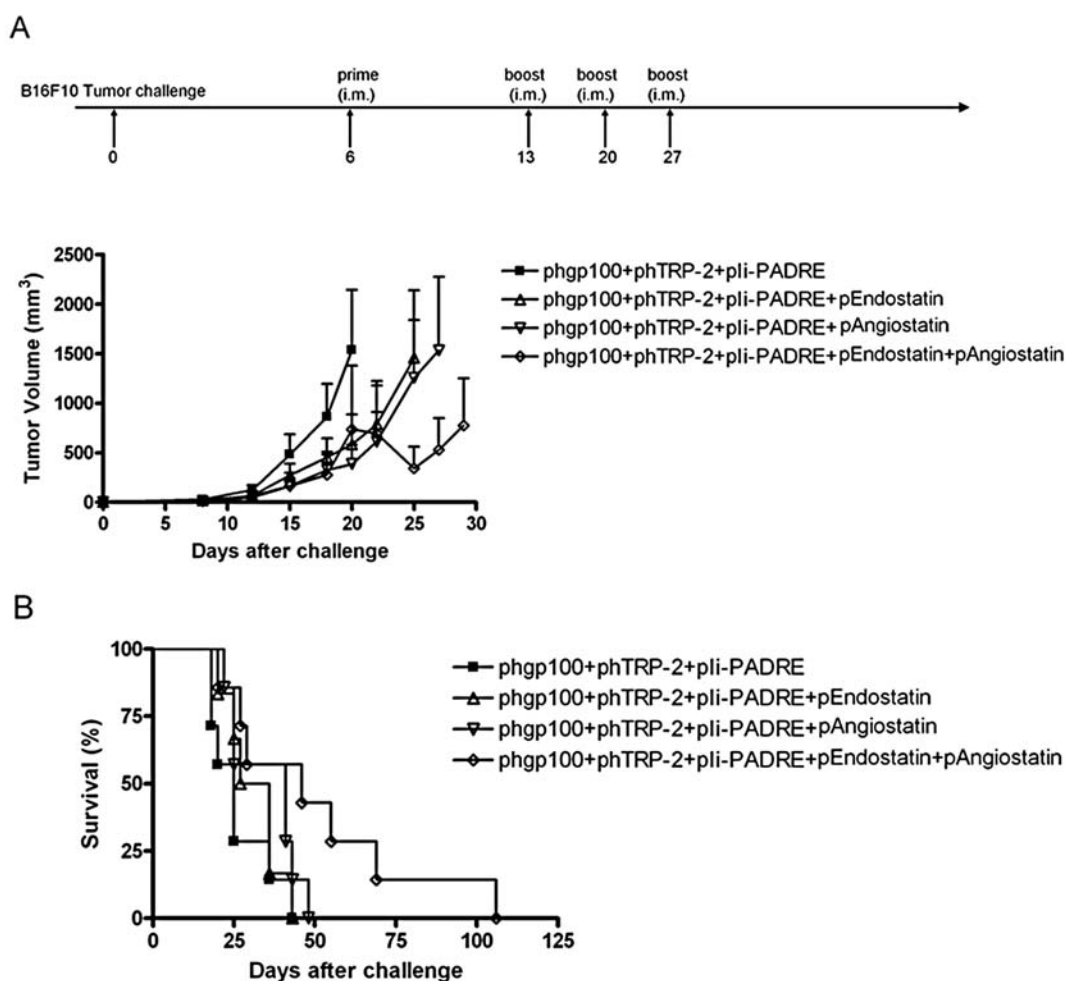 A
B16F10 Tumor challenge
prime
(i.m.)
boost
(i.m.)
boost
(i.m.)
boost
(i.m.)
0
6
13
20
27
Tumor Volume (mm³)
2500
2000
1500
1000
500
0
0 5 10 15 20 25 30
Days after challenge
phgp100+phTRP-2+pIi-PADRE
phgp100+phTRP-2+pIi-PADRE+pEndostatin
phgp100+phTRP-2+pIi-PADRE+pAngiostatin
phgp100+phTRP-2+pIi-PADRE+pEndostatin+pAngiostatin
B
Survival (%)
100
75
50
25
0
0 25 50 75 100 125
Days after challenge
phgp100+phTRP-2+pIi-PADRE
phgp100+phTRP-2+pIi-PADRE+pEndostatin
phgp100+phTRP-2+pIi-PADRE+pAngiostatin
phgp100+phTRP-2+pIi-PADRE+pEndostatin+pAngiostatin